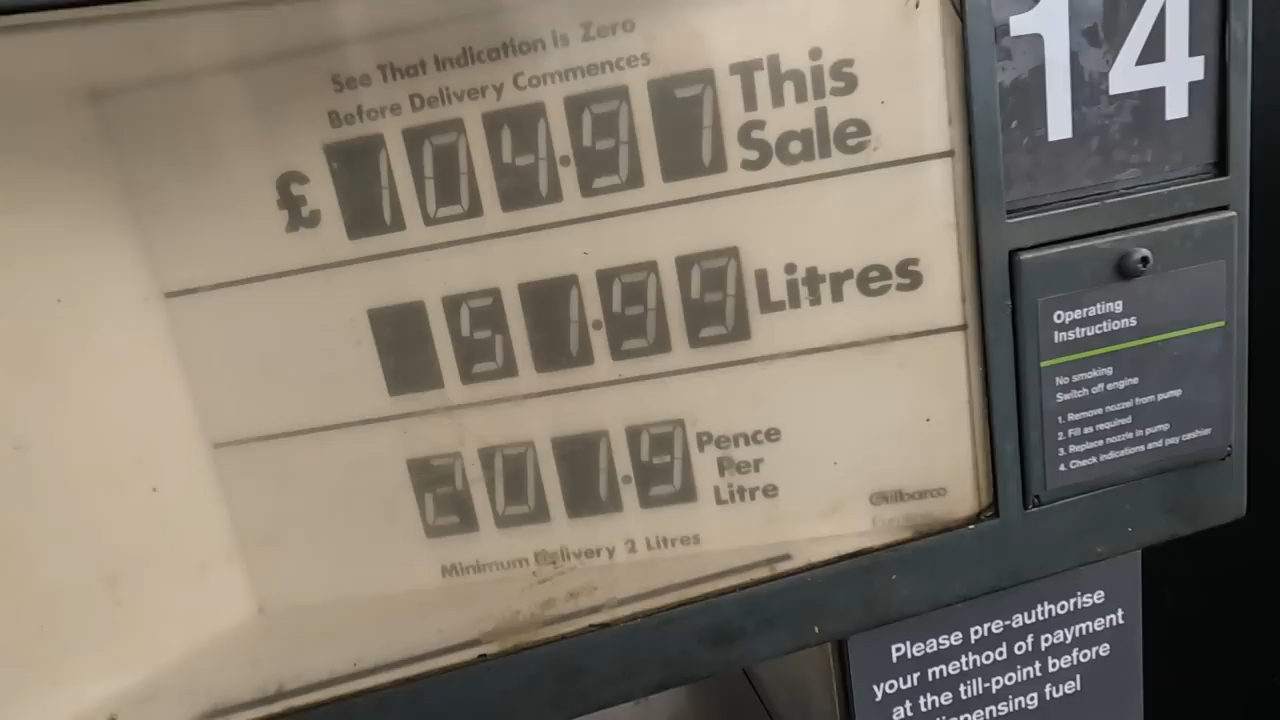 See That Indication Is Zero
Before Delivery Commences
£ 104.97 This Sale
51.99 Litres
201.9 Pence Per Litre
Gilbarco
Minimum Delivery 2 Litres
14
Operating
Instructions
No smoking
Switch off engine
1. Remove nozzel from pump
2. Fill as required
3. Replace nozzle in pump
4. Check indications and pay cashier
Please pre-authorise
your method of payment
at the till-point before
dispensing fuel